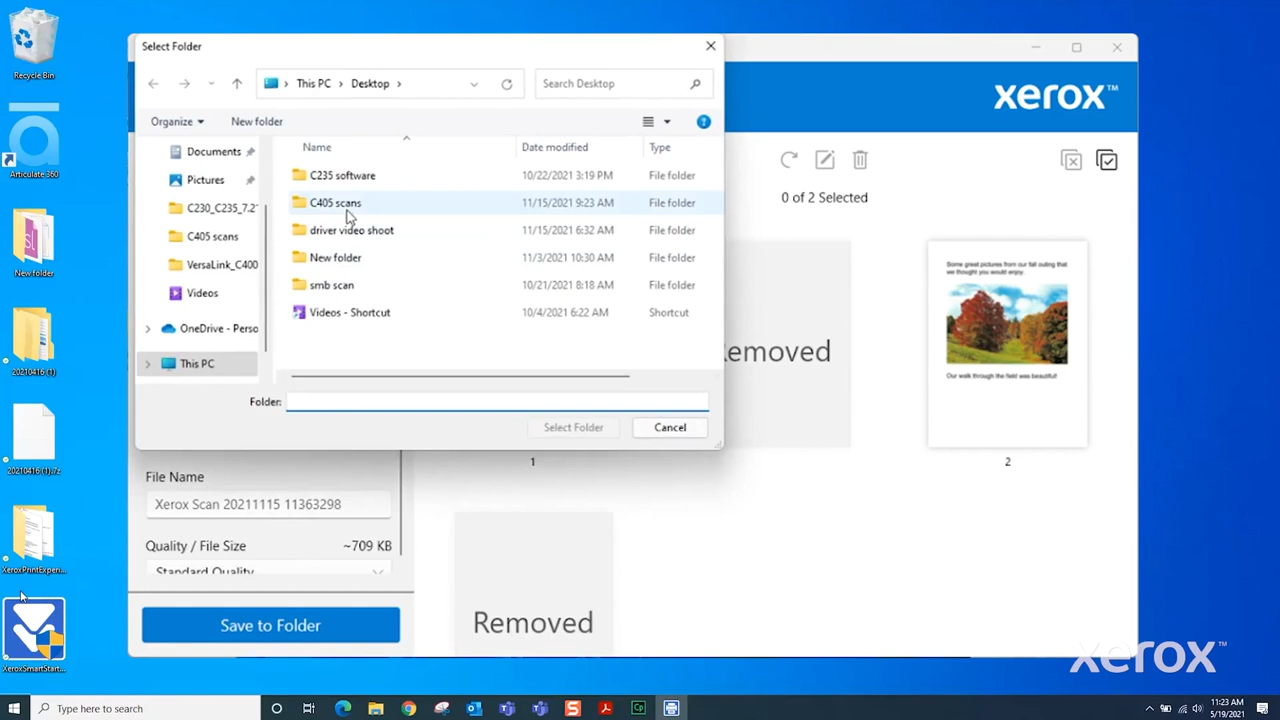 Recycle Bin
Articulate 360
New folder
20210416 (1)
20210416 (1).7z
XeroxPrintExperi...
XeroxSmartStart...
Select Folder
This PC > Desktop >
Search Desktop
Organize
New folder
Documents
Pictures
C230_C235_7.2
C405 scans
VersaLink_C400
Videos
OneDrive - Perso
This PC
Name
Date modified
Type
C235 software
10/22/2021 3:19 PM
File folder
C405 scans
11/15/2021 9:23 AM
File folder
driver video shoot
11/15/2021 6:32 AM
File folder
New folder
11/3/2021 10:30 AM
File folder
smb scan
10/21/2021 8:18 AM
File folder
Videos - Shortcut
10/4/2021 6:22 AM
Shortcut
Folder:
Select Folder
Cancel
xerox™
0 of 2 Selected
Removed
Some great pictures from our fall outing that
we thought you would enjoy.
Our walk through the field was beautiful!
1
2
File Name
Xerox Scan 20211115 11363298
Quality / File Size
~709 KB
Standard Quality
Save to Folder
Removed
xerox™
Type here to search
11:23 AM
5/19/2021